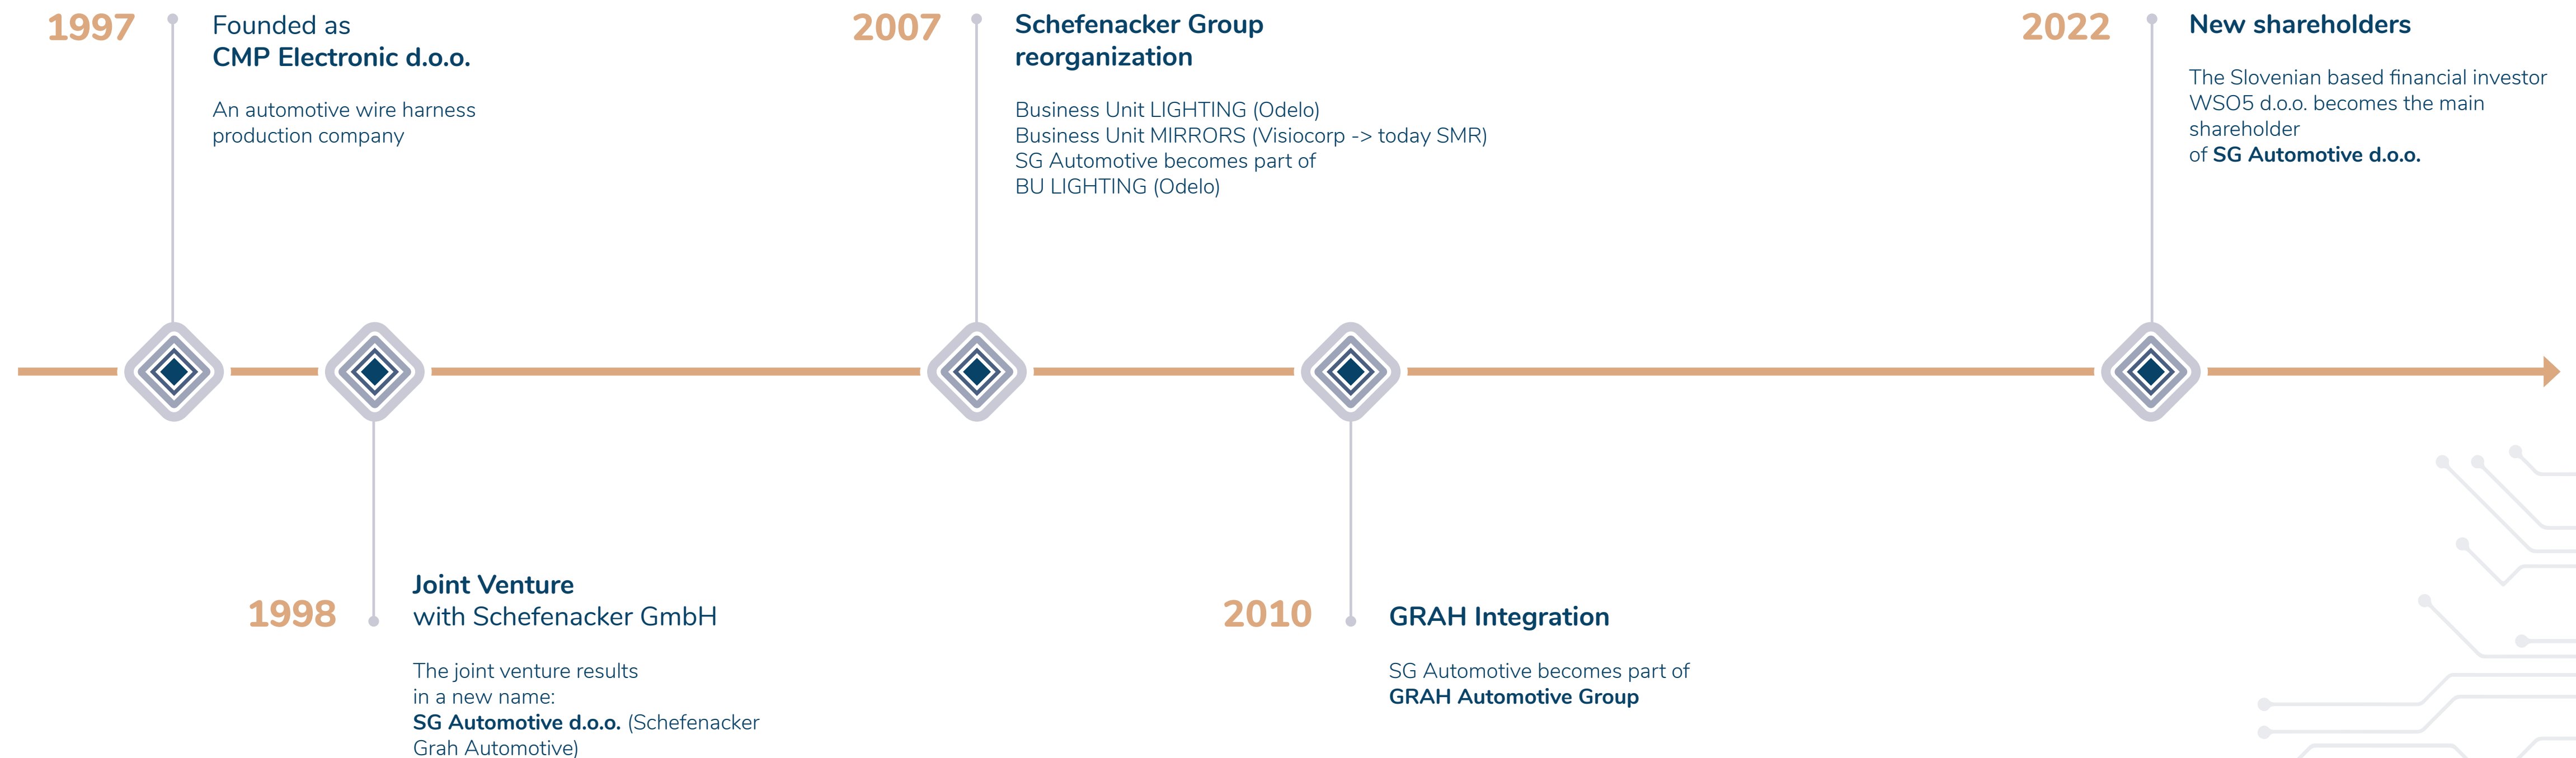 1997
Founded as
CMP Electronic d.o.o.
An automotive wire harness
production company
1998
Joint Venture
with Schefenacker GmbH
The joint venture results
in a new name:
SG Automotive d.o.o. (Schefenacker
Grah Automotive)
2007
Schefenacker Group
reorganization
Business Unit LIGHTING (Odelo)
Business Unit MIRRORS (Visiocorp -> today SMR)
SG Automotive becomes part of
BU LIGHTING (Odelo)
2010
GRAH Integration
SG Automotive becomes part of
GRAH Automotive Group
2022
New shareholders
The Slovenian based financial investor
WSO5 d.o.o. becomes the main
shareholder
of SG Automotive d.o.o.